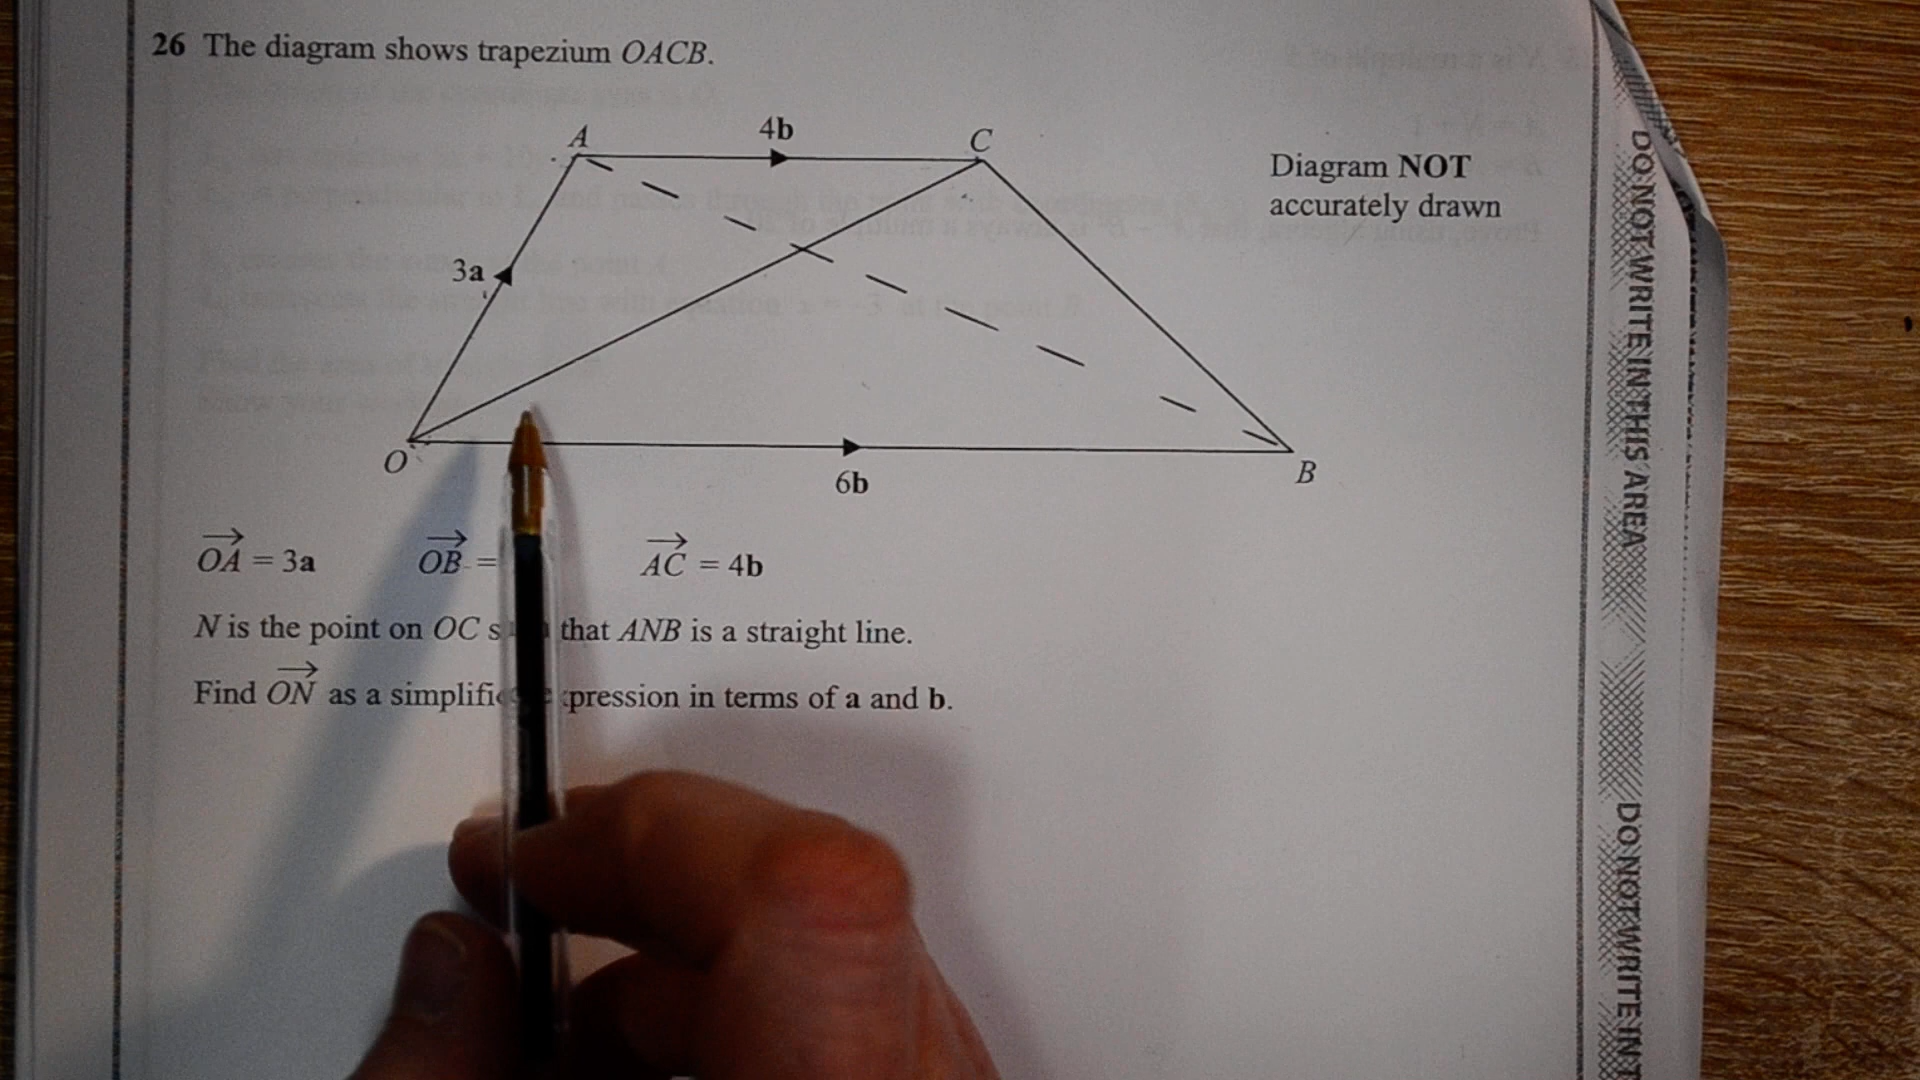 26 The diagram shows trapezium OACB.
A
4b
C
Diagram NOT
accurately drawn
3a
O
6b
B
OA = 3a OB = AC = 4b
N is the point on OC that ANB is a straight line.
Find ON as a in terms of a and b.
DO NOT WRITE IN THIS AREA
DO NOT WRITE IN T